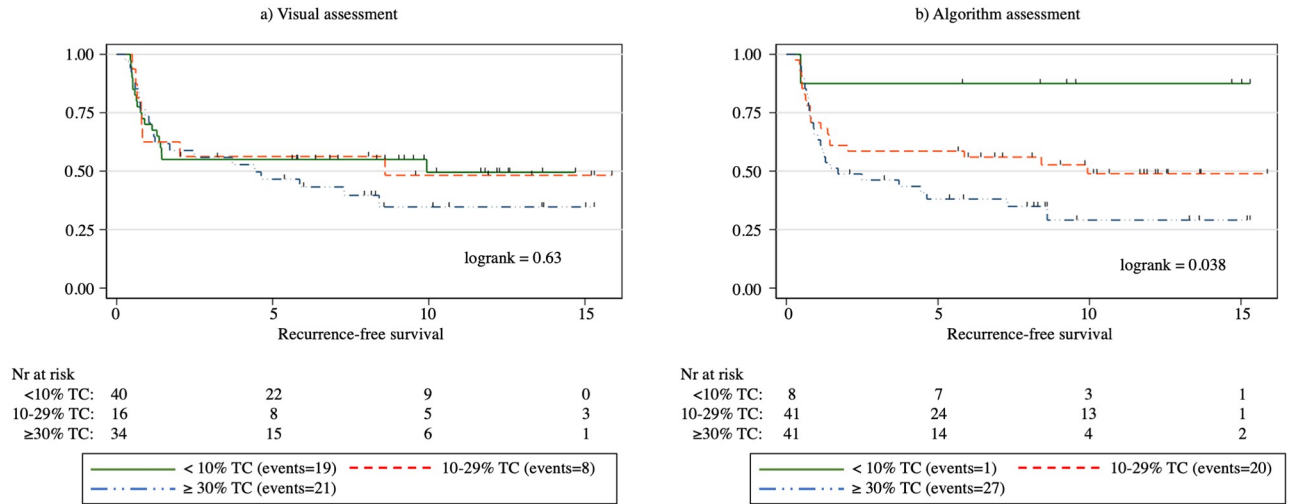 a) Visual assessment
1.00
0.75
0.50
0.25
0.00
logrank = 0.63
0 5 10 15
Recurrence-free survival
Nr at risk
<10% TC: 40 22 9 0
10-29% TC: 16 8 5 3
≥30% TC: 34 15 6 1
< 10% TC (events=19) 10-29% TC (events=8)
≥ 30% TC (events=21)
b) Algorithm assessment
1.00
0.75
0.50
0.25
0.00
logrank = 0.038
0 5 10 15
Recurrence-free survival
Nr at risk
<10% TC: 8 7 3 1
10-29% TC: 41 24 13 1
≥30% TC: 41 14 4 2
< 10% TC (events=1) 10-29% TC (events=20)
≥ 30% TC (events=27)